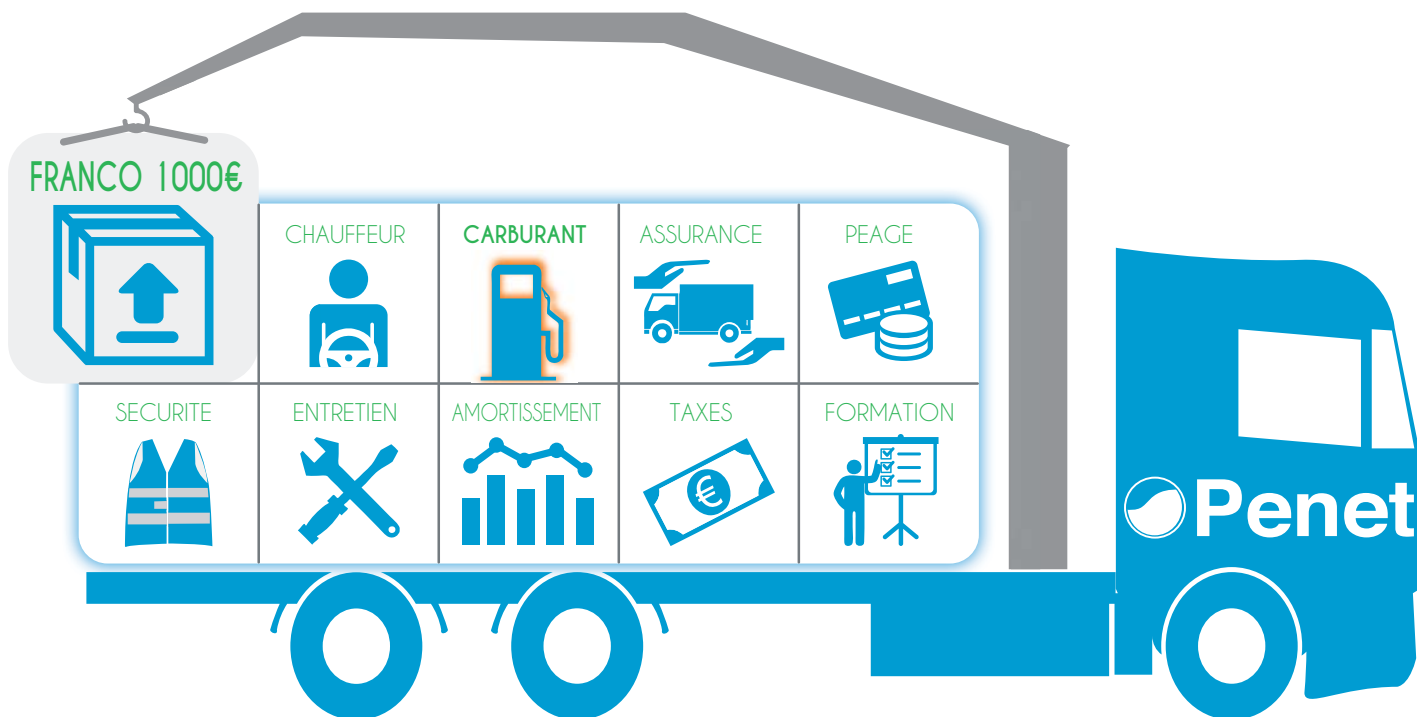 FRANCO 1000€
CHAUFFEUR
CARBURANT
ASSURANCE
PEAGE
SECURITE
ENTRETIEN
AMORTISSEMENT
TAXES
FORMATION
€
Penet